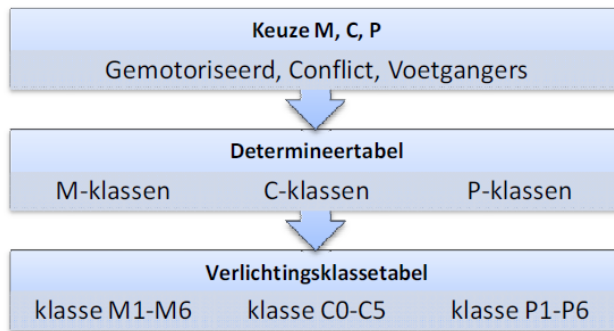 Keuze M, C, P
Gemotoriseerd, Conflict, Voetgangers
Determineertabel
M-klassen C-klassen P-klassen
Verlichtingsklassetabel
klasse M1-M6 klasse C0-C5 klasse P1-P6